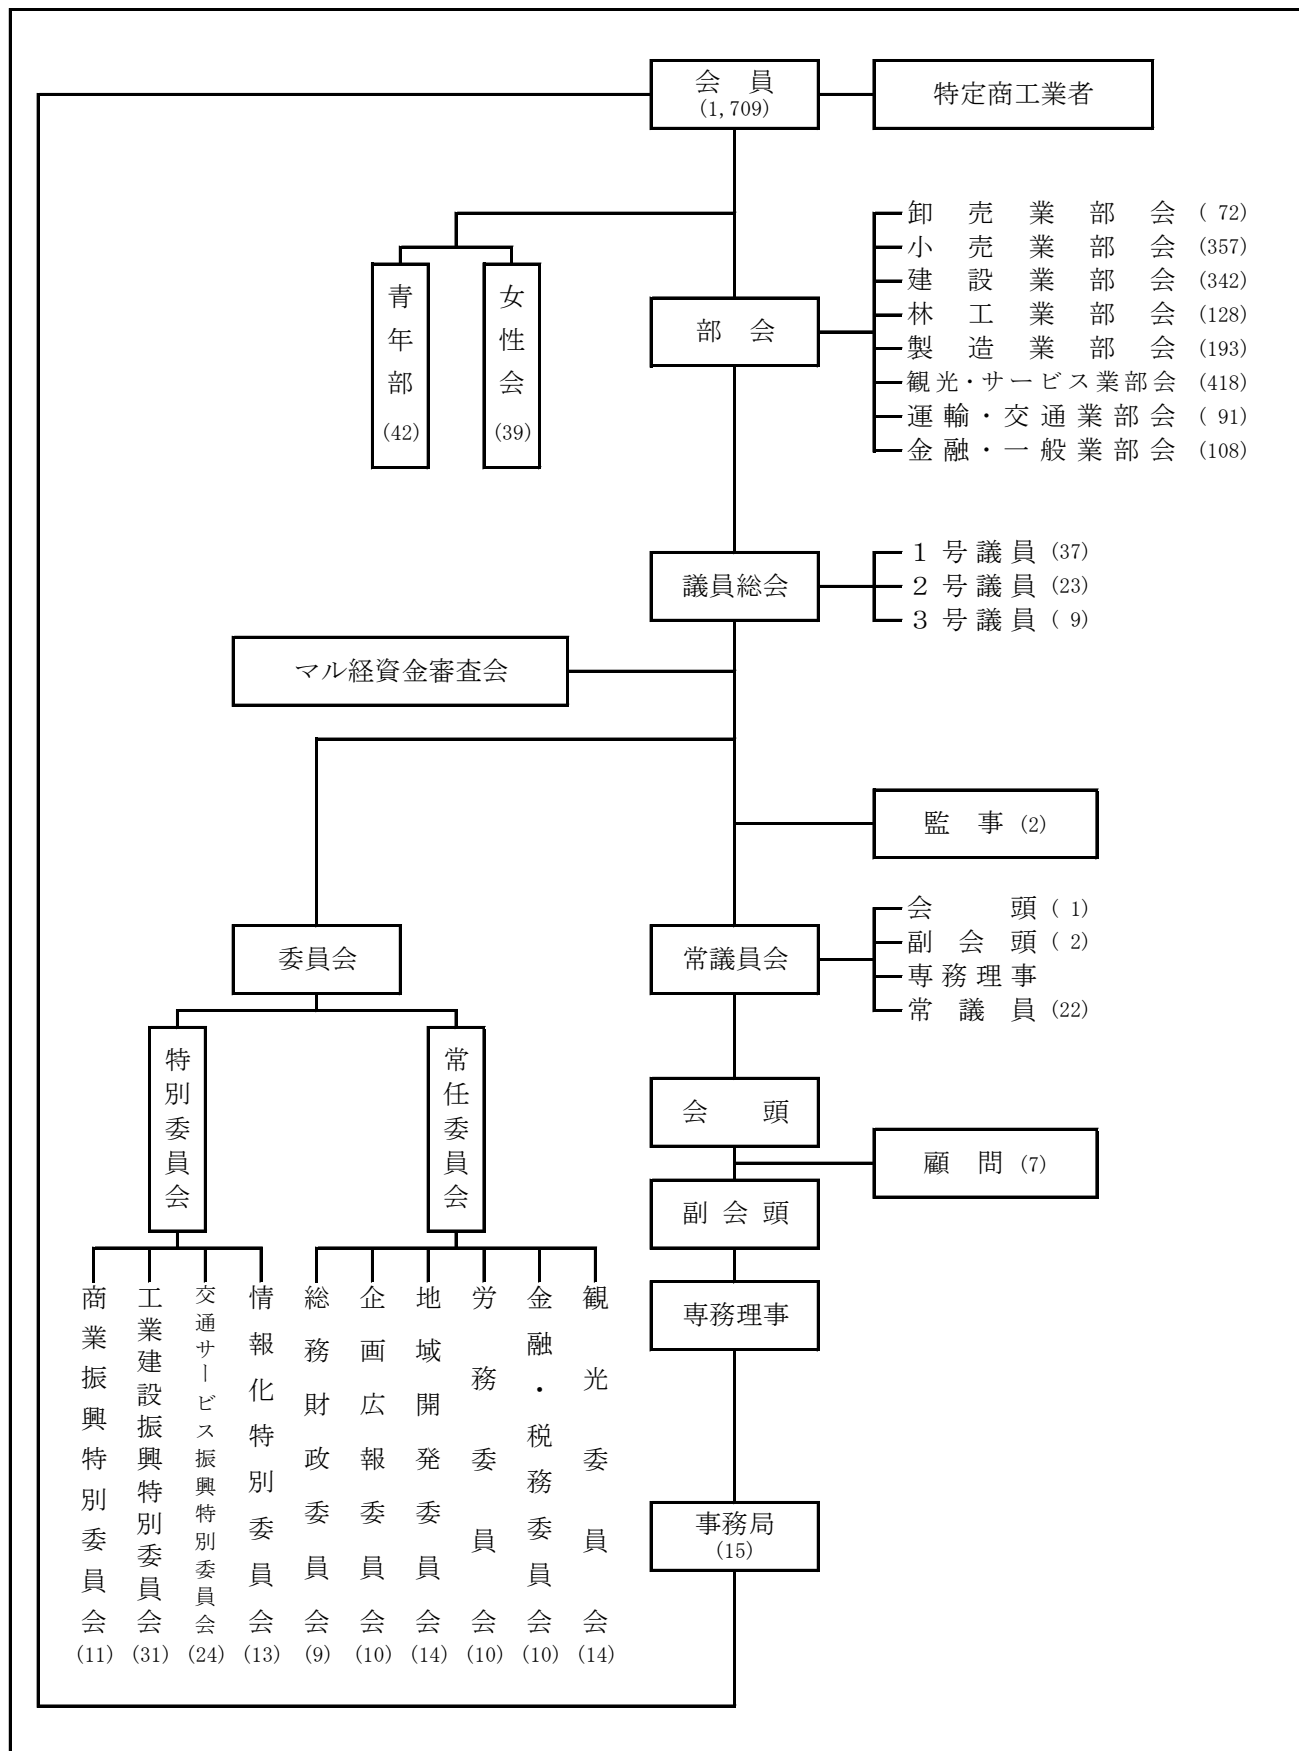 会員
(1,709)
特定商工業者
青年部
(42)
女性会
(39)
部会
卸売業部会 ( 72)
小売業部会 (357)
建設業部会 (342)
林工業部会 (128)
製造業部会 (193)
観光・サービス業部会 (418)
運輸・交通業部会 ( 91)
金融・一般業部会 (108)
議員総会
1号議員 (37)
2号議員 (23)
3号議員 ( 9)
マル経資金審査会
監事 (2)
委員会
常議員会
会頭 ( 1)
副会頭 ( 2)
専務理事
常議員 (22)
特別委員会
常任委員会
会頭
顧問 (7)
副会頭
専務理事
商業振興特別委員会
(11)
工業建設振興特別委員会
(31)
交通サービス振興特別委員会
(24)
情報化特別委員会
(13)
総務財政委員会
(9)
企画広報委員会
(10)
地域開発委員会
(14)
労務委員会
(10)
金融・税務委員会
(10)
観光委員会
(14)
事務局
(15)